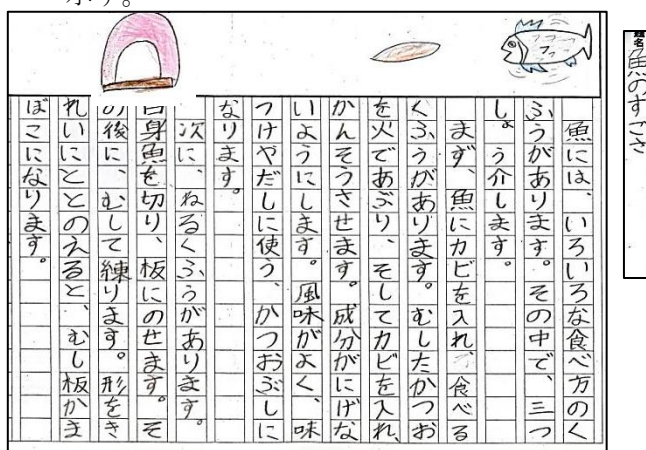 題名
魚のすごさ
魚には、いろいろな食べ方のく
ふうがあります。その中で、三つ
しょう介します。
まず、魚にカビを入れ、食べる
くふうがあります。むしたかつお
を火であぶり、そしてカビを入れ、
かんそうさせます。成分がにげな
いようにします。風味がよく、味
つけやだしに使う、かつおぶしに
なります。
次に、ねるくふうがあります。
白身魚を切り、板にのせます。そ
の後に、むして練ります。形をき
れいにととのえると、むし板かま
ぼこになります。